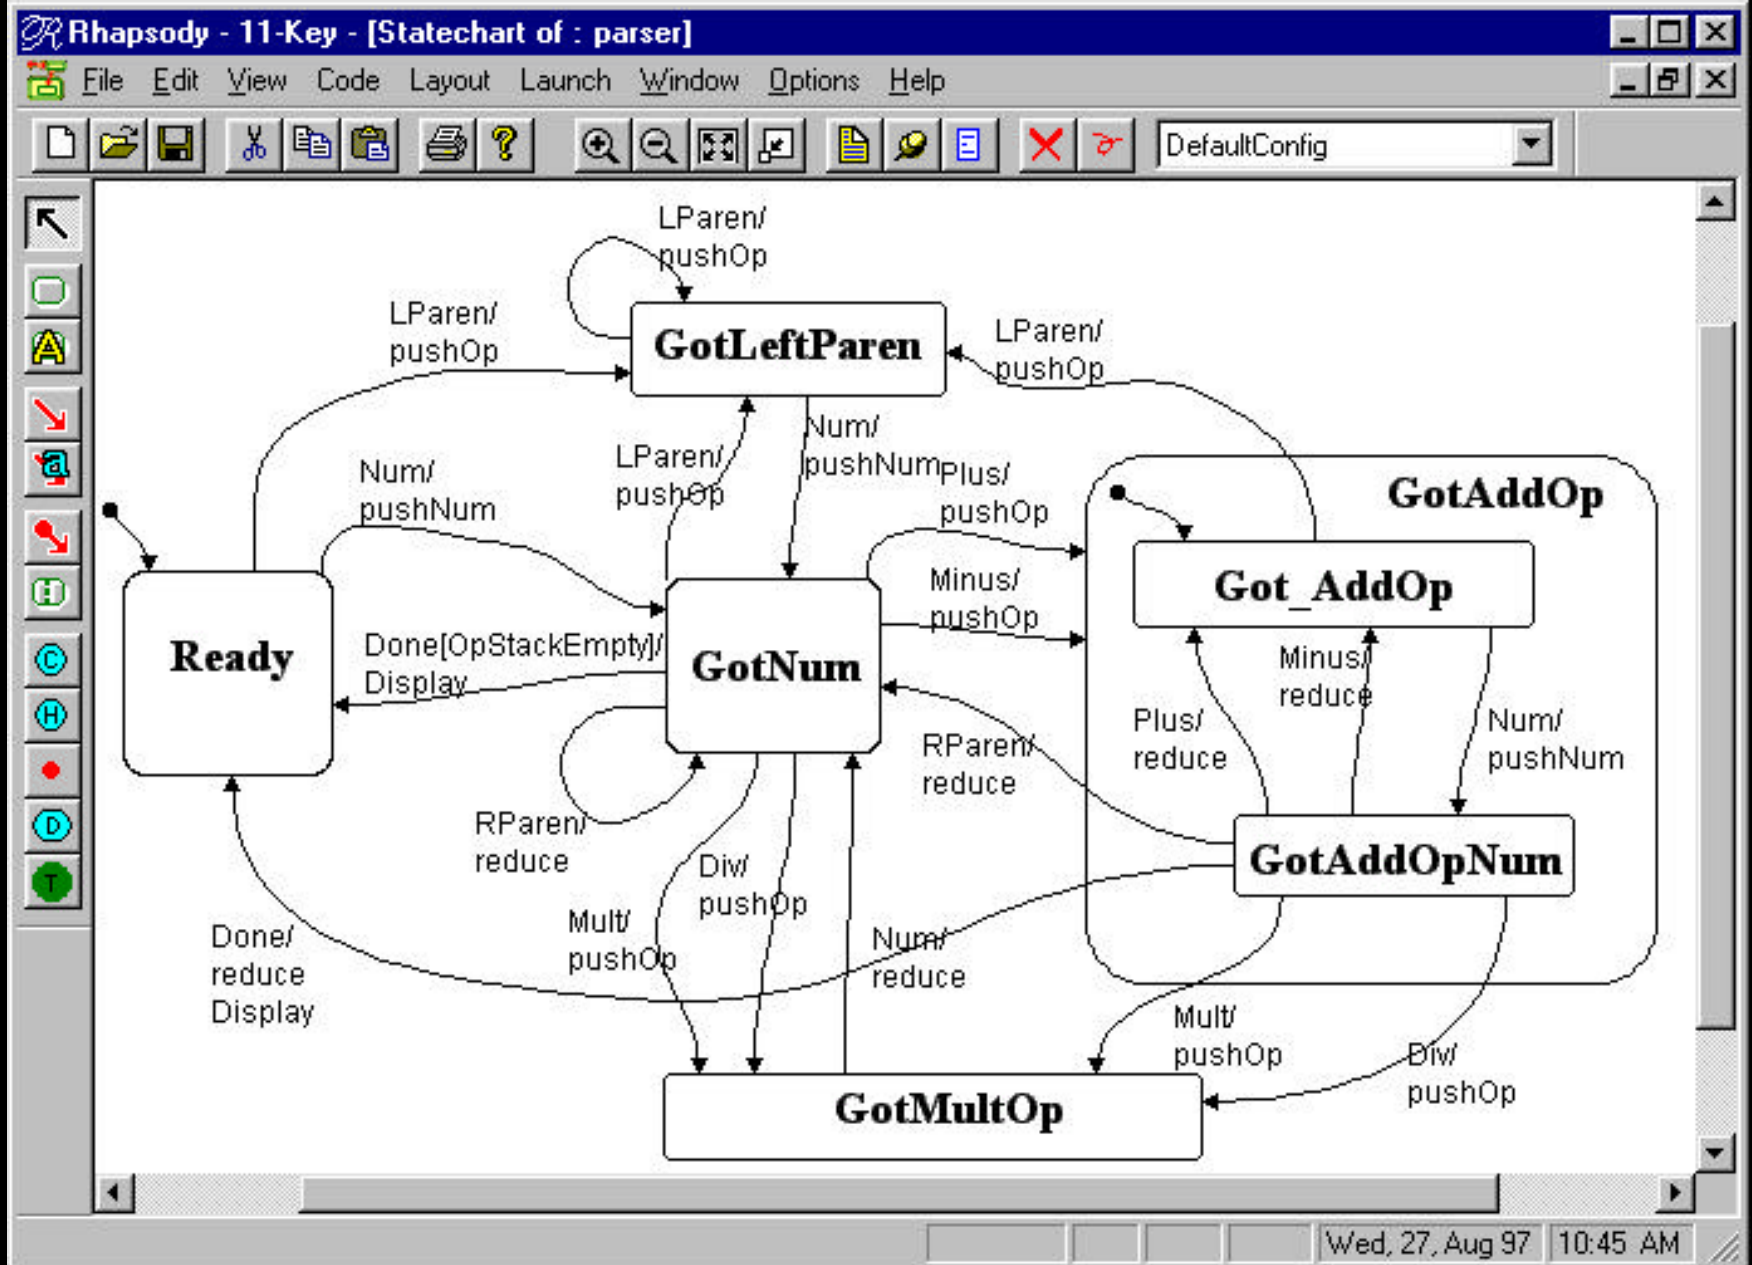 Rhapsody - 11-Key - [Statechart of : parser]
File Edit View Code Layout Launch Window Options Help
DefaultConfig
LParen/
pushOp
LParen/
pushOp
GotLeftParen
LParen/
pushOp
Num/
pushNum
LParen/
pushOp
Num/
pushNum
Plus/
pushOp
GotAddOp
Ready
Done[OpStackEmpty]/
Display
GotNum
Minus/
pushOp
Got_AddOp
Minus/
reduce
Plus/
reduce
Num/
pushNum
RParen/
reduce
RParen/
reduce
GotAddOpNum
Div/
pushOp
Mult/
pushOp
Num/
reduce
Done/
reduce
Display
Mult/
pushOp
Div/
pushOp
GotMultOp
Wed, 27, Aug 97 10:45 AM
A
a
C
H
D
T